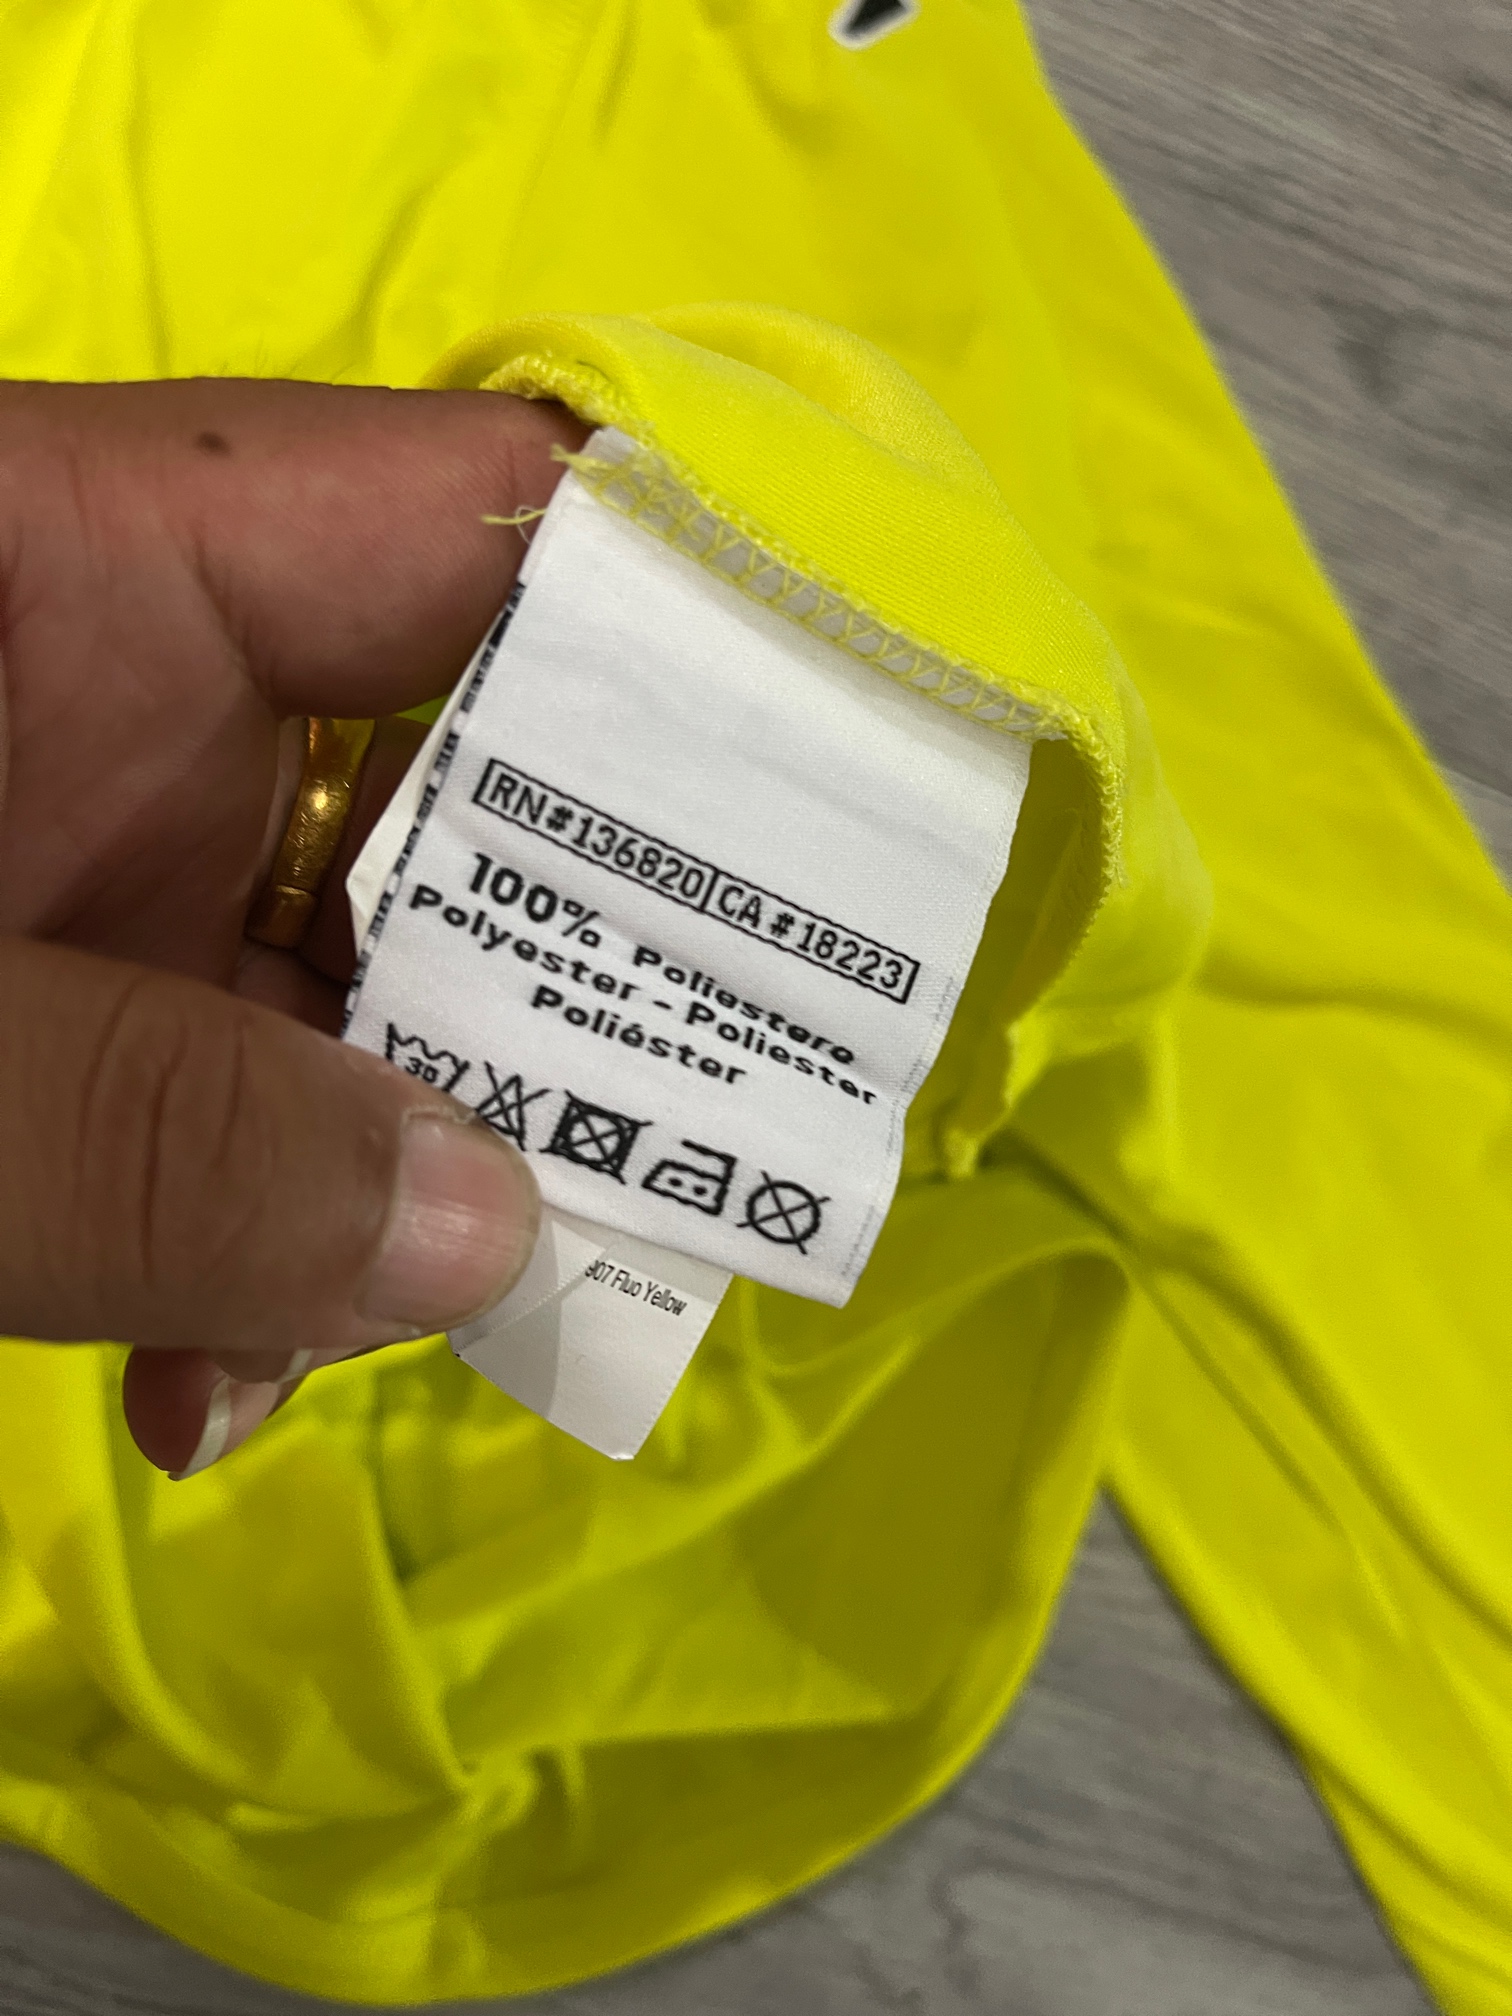 RN#136820 CA#18223
100% Poliestere
Polyester - Poliester
Poliéster
30
907 Fluo Yellow